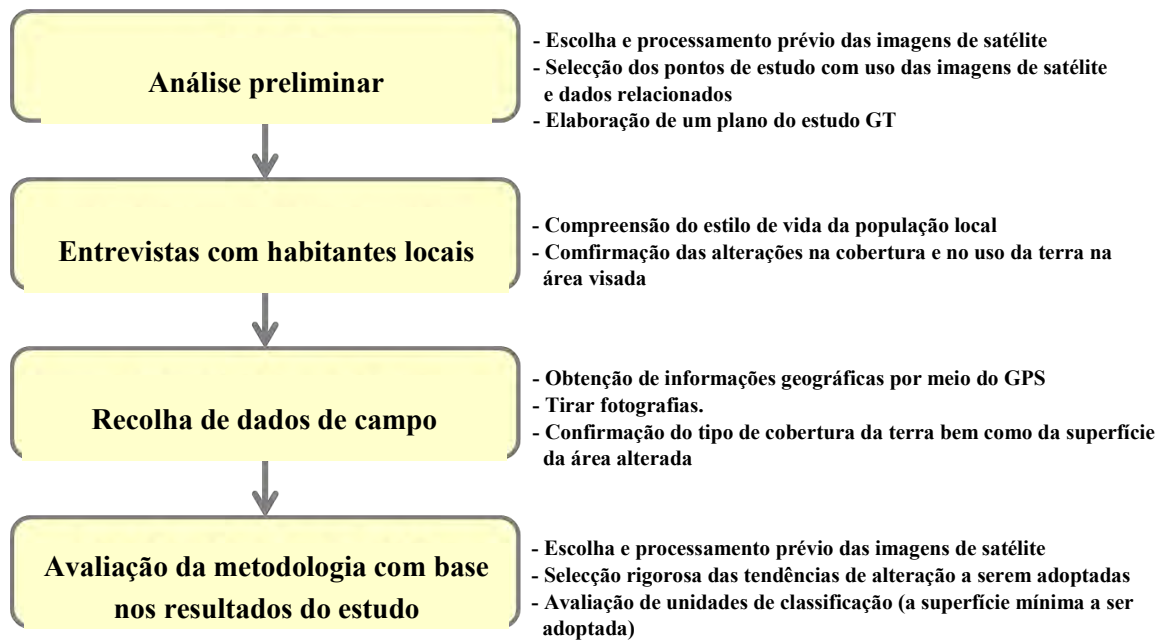 Análise preliminar
- Escolha e processamento prévio das imagens de satélite
- Selecção dos pontos de estudo com uso das imagens de satélite
e dados relacionados
- Elaboração de um plano do estudo GT
Entrevistas com habitantes locais
- Compreensão do estilo de vida da população local
- Comfirmação das alterações na cobertura e no uso da terra na
área visada
Recolha de dados de campo
- Obtenção de informações geográficas por meio do GPS
- Tirar fotografias.
- Confirmação do tipo de cobertura da terra bem como da superfície
da área alterada
Avaliação da metodologia com base
nos resultados do estudo
- Escolha e processamento prévio das imagens de satélite
- Selecção rigorosa das tendências de alteração a serem adoptadas
- Avaliação de unidades de classificação (a superfície mínima a ser
adoptada)